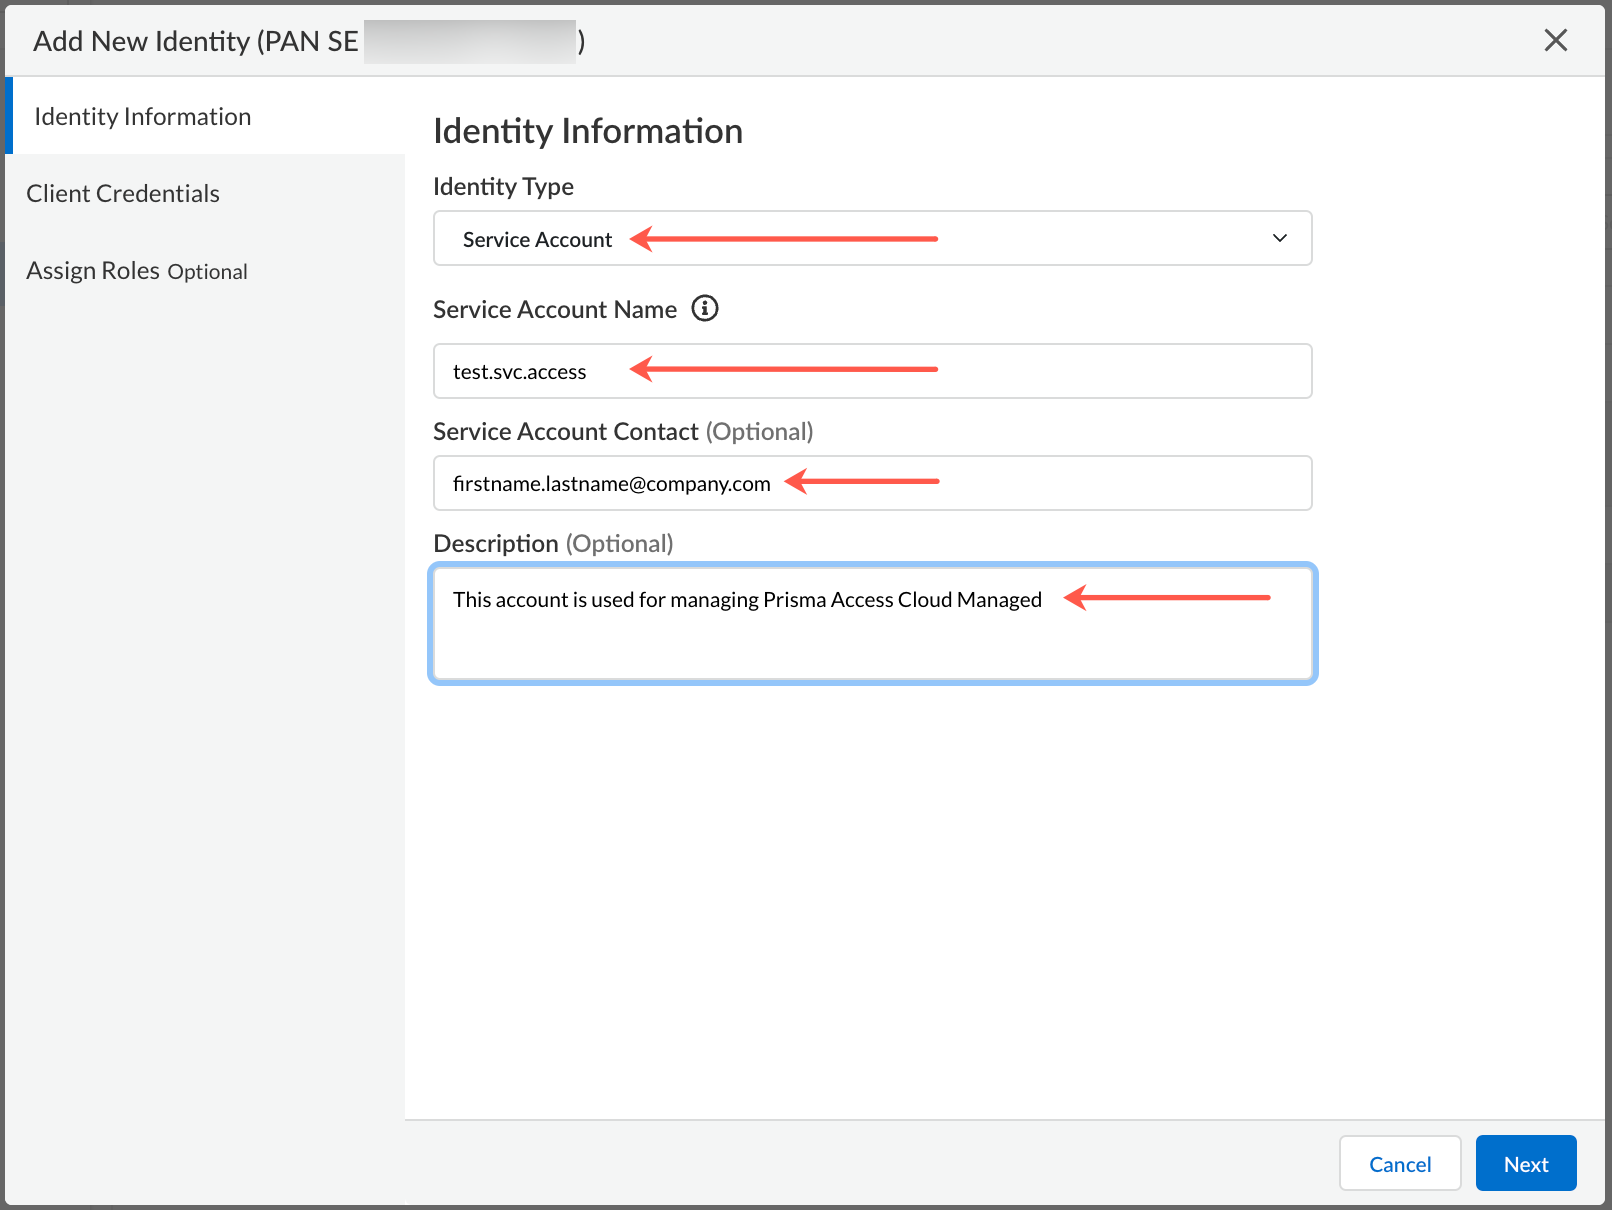 Add New Identity (PAN SE )
Identity Information
Client Credentials
Assign Roles Optional
Identity Information
Identity Type
Service Account
Service Account Name
test.svc.access
Service Account Contact (Optional)
firstname.lastname@company.com
Description (Optional)
This account is used for managing Prisma Access Cloud Managed
Cancel
Next